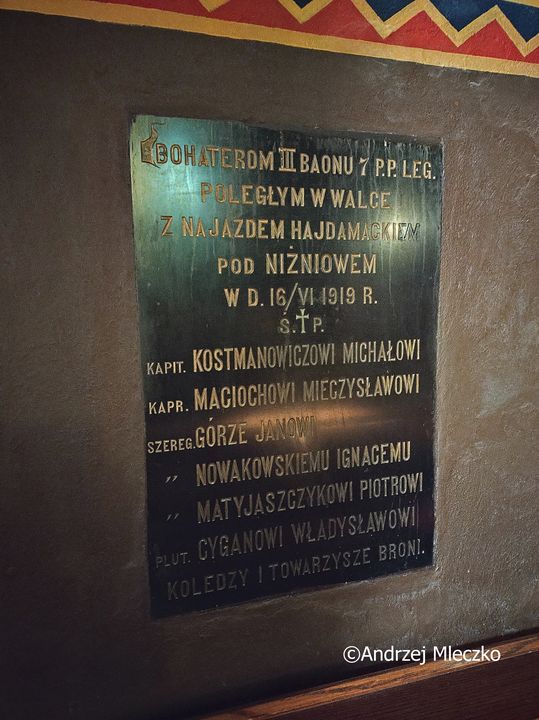 BOHATEROM III BAONU 7 P.P. LEG.
POLEGŁYM W WALCE
Z NAJAZDEM HAJDAMACKIEM
POD NIŻNIOWEM
W D. 16/VI 1919 R.
Ś.†P.
KAPIT. KOSTMANOWICZOWI MICHAŁOWI
KAPR. MĄCIOCHOWI MIECZYSŁAWOWI
SZEREG. GÓRZE JANOWI
„ NOWAKOWSKIEMU IGNACEMU
„ MATYJASZCZYKOWI PIOTROWI
PLUT. CYGANOWI WŁADYSŁAWOWI
KOLEDZY I TOWARZYSZE BRONI.
©Andrzej Mleczko